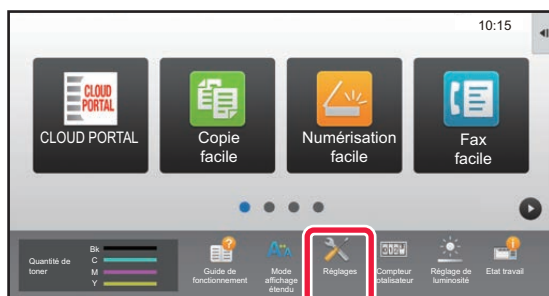 10:15
CLOUD
PORTAL
CLOUD PORTAL
Copie
facile
Numérisation
facile
Fax
facile
Quantité de
toner
Bk
C
M
Y
Guide de
fonctionnement
Mode
affichage
étendu
Réglages
Compteur
totalisateur
Réglage de
luminosité
Etat travail